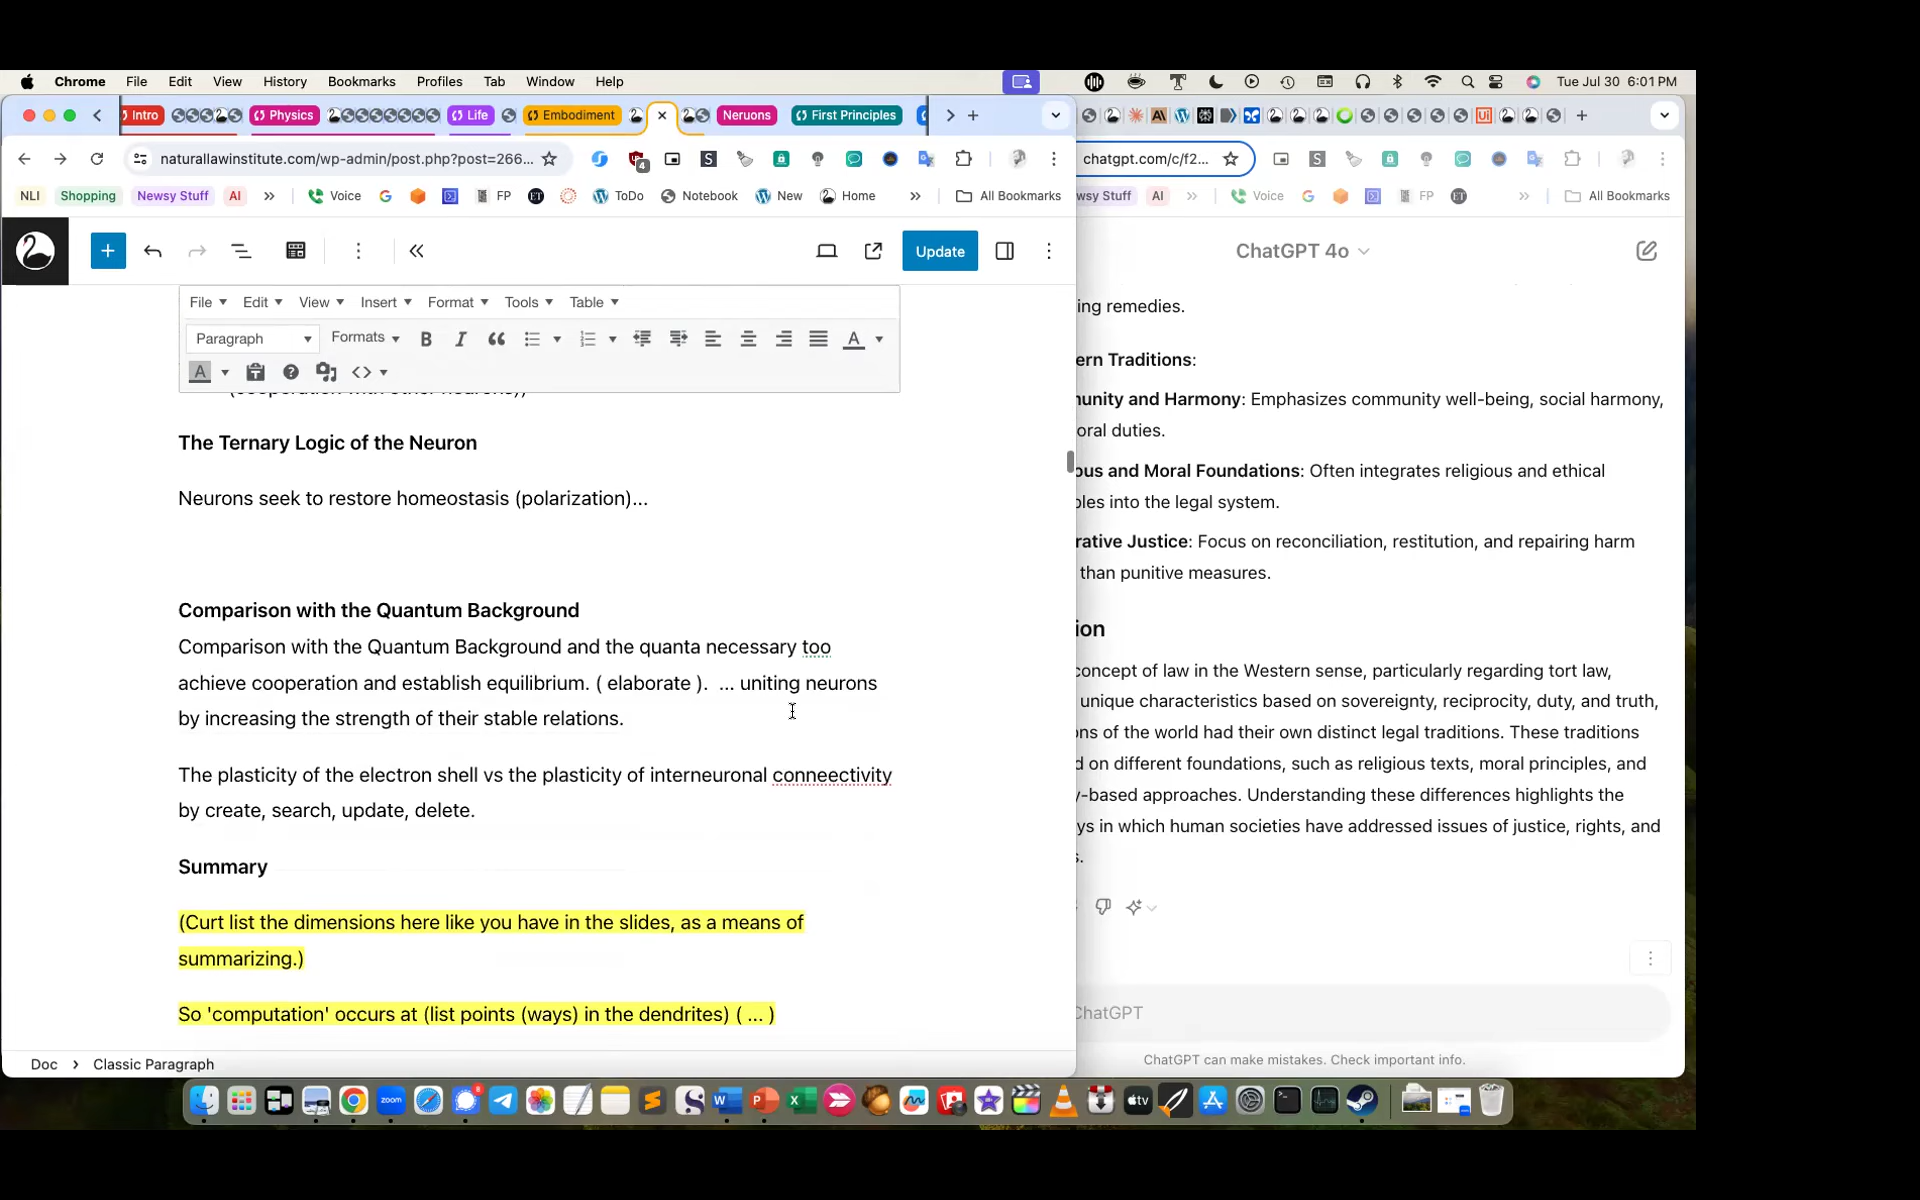 Chrome File Edit View History Bookmarks Profiles Tab Window Help Tue Jul 30 6:01 PM
Intro Physics Life Embodiment Neruons First Principles
naturallawinstitute.com/wp-admin/post.php?post=266...
chatgpt.com/c/f2...
NLI Shopping Newsy Stuff AI Voice FP ToDo Notebook New Home All Bookmarks
wsy Stuff AI Voice FP All Bookmarks
Update
File Edit View Insert Format Tools Table
Paragraph Formats
(cooperation with other neurons))
The Ternary Logic of the Neuron
Neurons seek to restore homeostasis (polarization)...
Comparison with the Quantum Background
Comparison with the Quantum Background and the quanta necessary too
achieve cooperation and establish equilibrium. ( elaborate ). ... uniting neurons
by increasing the strength of their stable relations.
The plasticity of the electron shell vs the plasticity of interneuronal conneectivity
by create, search, update, delete.
Summary
(Curt list the dimensions here like you have in the slides, as a means of
summarizing.)
So 'computation' occurs at (list points (ways) in the dendrites) ( ... )
Doc › Classic Paragraph
ChatGPT 4o
ing remedies.
ern Traditions:
unity and Harmony: Emphasizes community well-being, social harmony,
oral duties.
ous and Moral Foundations: Often integrates religious and ethical
ples into the legal system.
rative Justice: Focus on reconciliation, restitution, and repairing harm
than punitive measures.
ion
concept of law in the Western sense, particularly regarding tort law,
unique characteristics based on sovereignty, reciprocity, duty, and truth,
ons of the world had their own distinct legal traditions. These traditions
d on different foundations, such as religious texts, moral principles, and
y-based approaches. Understanding these differences highlights the
ys in which human societies have addressed issues of justice, rights, and
s.
ChatGPT
ChatGPT can make mistakes. Check important info.
zoom
tv